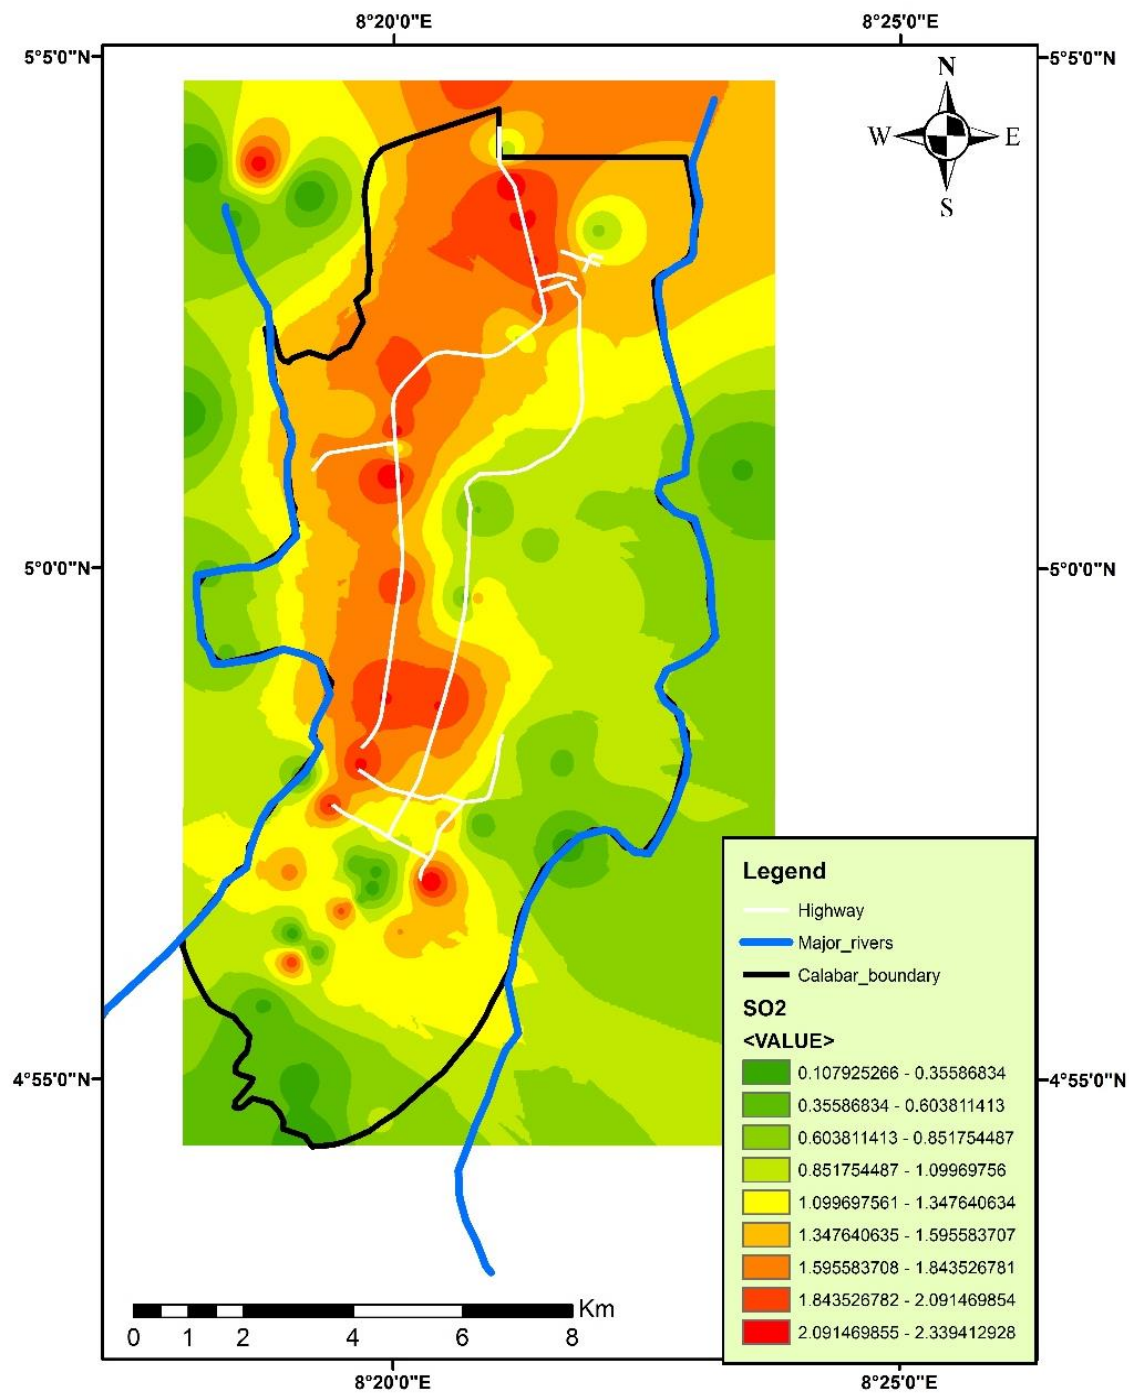 8°20'0"E 8°25'0"E
5°5'0"N 5°5'0"N
N
W E
S
5°0'0"N 5°0'0"N
Legend
Highway
Major_rivers
Calabar_boundary
SO2
<VALUE>
0.107925266 - 0.35586834
0.35586834 - 0.603811413
0.603811413 - 0.851754487
0.851754487 - 1.09969756
1.099697561 - 1.347640634
1.347640635 - 1.595583707
1.595583708 - 1.843526781
1.843526782 - 2.091469854
2.091469855 - 2.339412928
4°55'0"N 4°55'0"N
Km
0 1 2 4 6 8
8°20'0"E 8°25'0"E